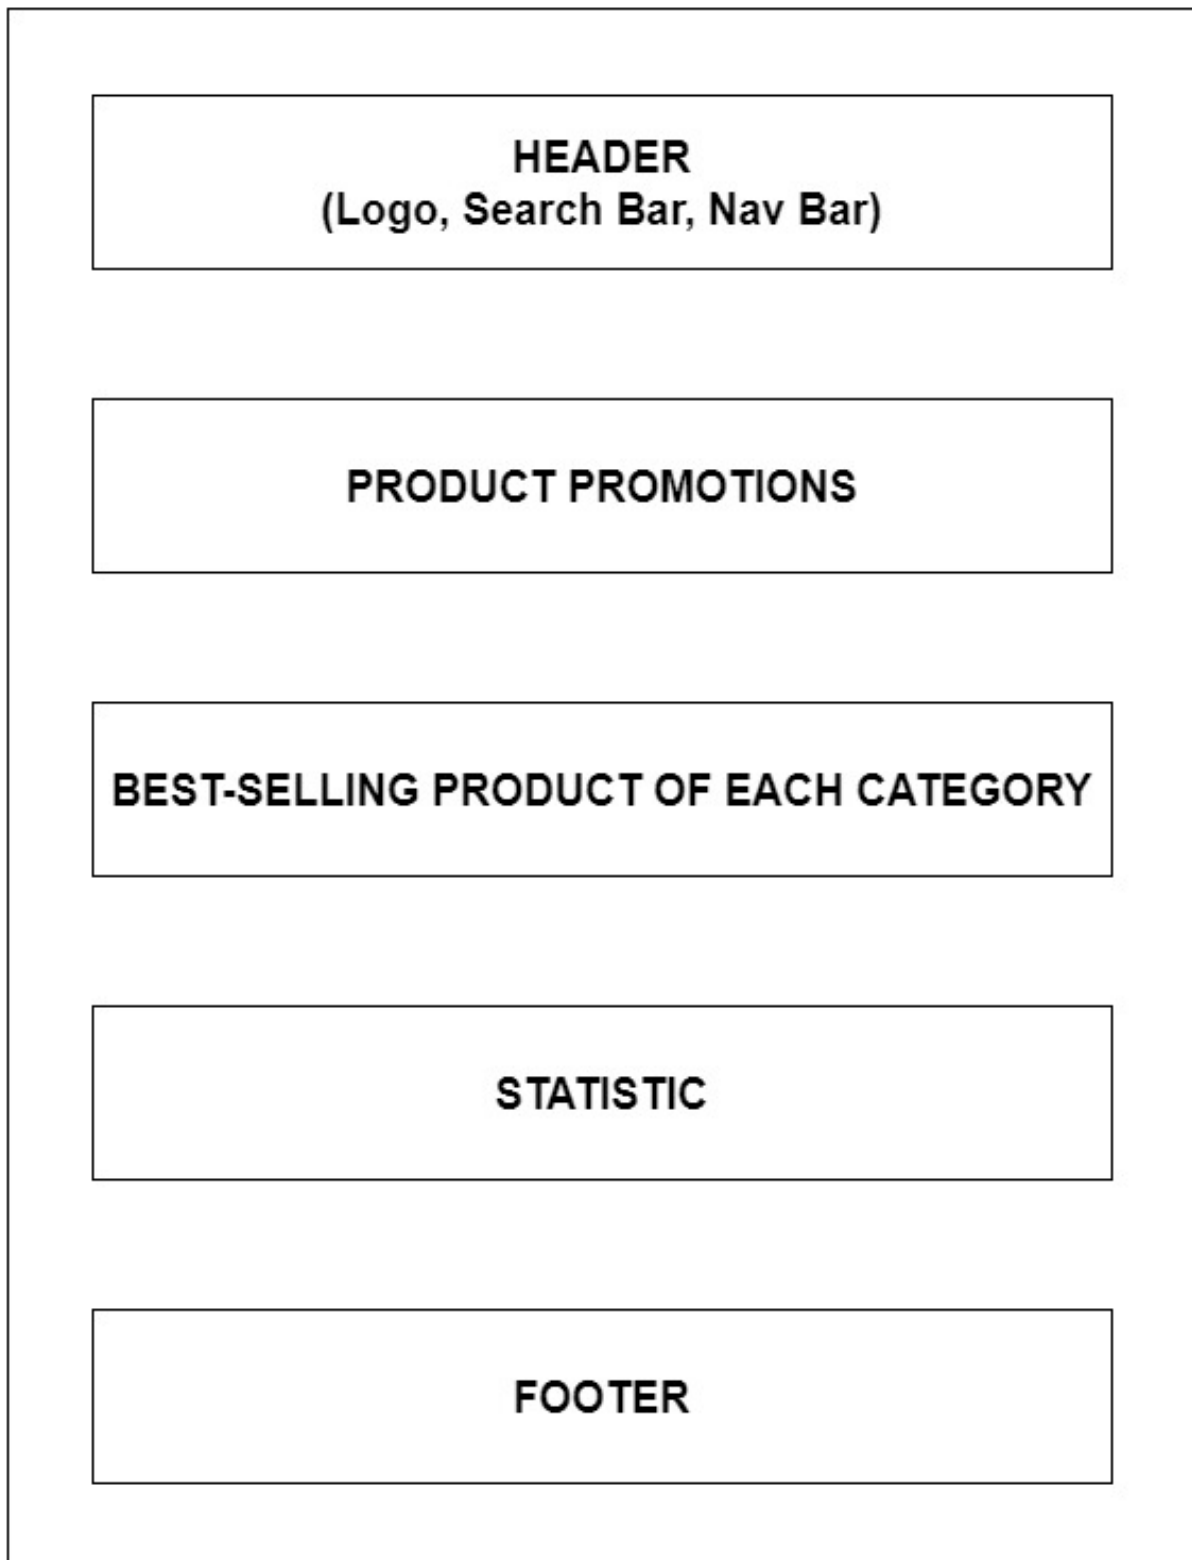 HEADER
(Logo, Search Bar, Nav Bar)
PRODUCT PROMOTIONS
BEST-SELLING PRODUCT OF EACH CATEGORY
STATISTIC
FOOTER